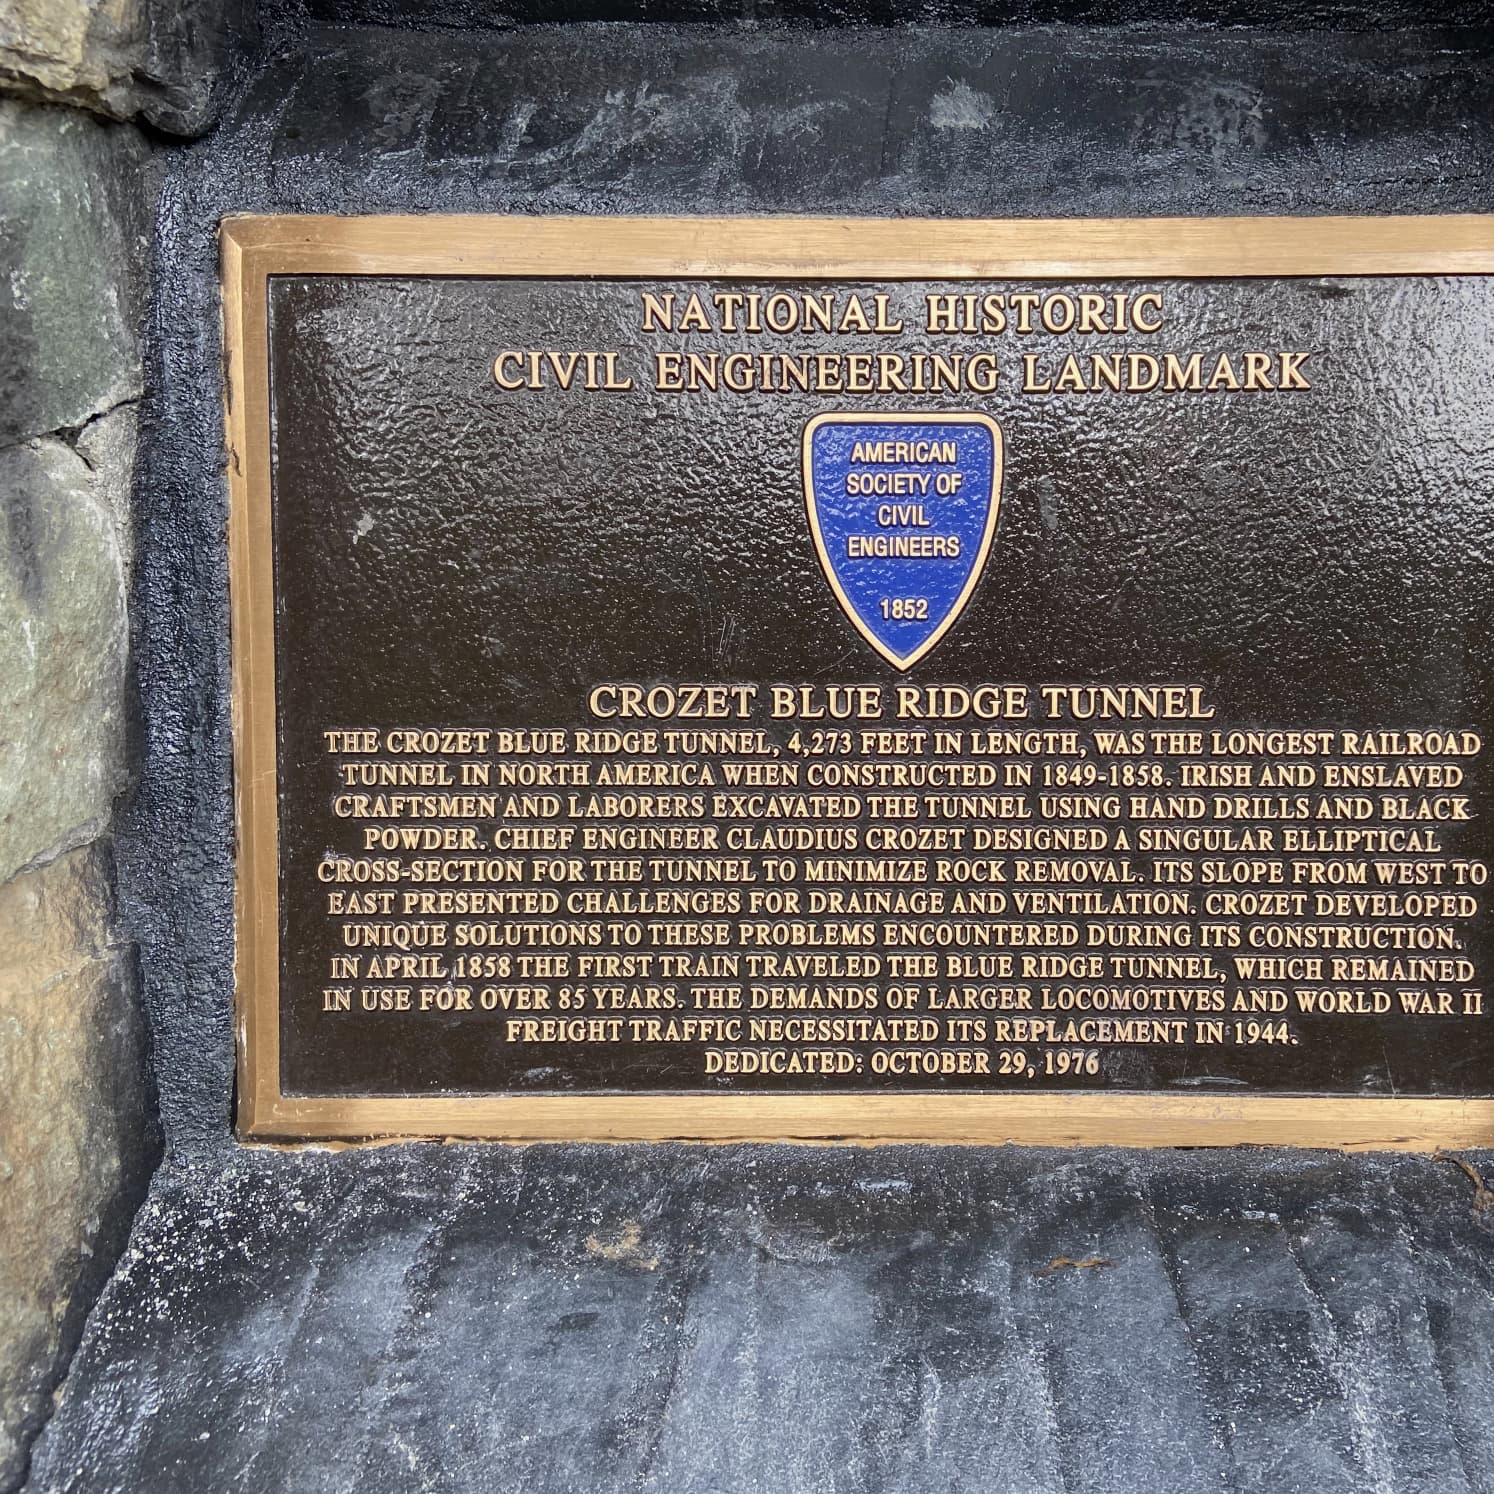 NATIONAL HISTORIC
CIVIL ENGINEERING LANDMARK
AMERICAN
SOCIETY OF
CIVIL
ENGINEERS
1852
CROZET BLUE RIDGE TUNNEL
THE CROZET BLUE RIDGE TUNNEL, 4,273 FEET IN LENGTH, WAS THE LONGEST RAILROAD
TUNNEL IN NORTH AMERICA WHEN CONSTRUCTED IN 1849-1858. IRISH AND ENSLAVED
CRAFTSMEN AND LABORERS EXCAVATED THE TUNNEL USING HAND DRILLS AND BLACK
POWDER. CHIEF ENGINEER CLAUDIUS CROZET DESIGNED A SINGULAR ELLIPTICAL
CROSS-SECTION FOR THE TUNNEL TO MINIMIZE ROCK REMOVAL. ITS SLOPE FROM WEST TO
EAST PRESENTED CHALLENGES FOR DRAINAGE AND VENTILATION. CROZET DEVELOPED
UNIQUE SOLUTIONS TO THESE PROBLEMS ENCOUNTERED DURING ITS CONSTRUCTION.
IN APRIL 1858 THE FIRST TRAIN TRAVELED THE BLUE RIDGE TUNNEL, WHICH REMAINED
IN USE FOR OVER 85 YEARS. THE DEMANDS OF LARGER LOCOMOTIVES AND WORLD WAR II
FREIGHT TRAFFIC NECESSITATED ITS REPLACEMENT IN 1944.
DEDICATED: OCTOBER 29, 1976